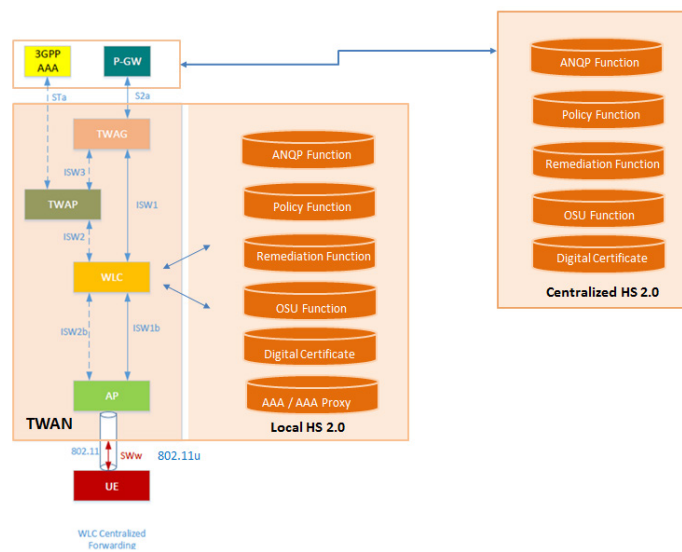 3GPP
AAA
P-GW
STa
S2a
TWAG
ISW3
ISW1
TWAP
ISW2
WLC
ISW2b
ISW1b
AP
TWAN
802.11
SWw
802.11u
UE
WLC Centralized
Forwarding
ANQP Function
Policy Function
Remediation Function
OSU Function
Digital Certificate
AAA / AAA Proxy
Local HS 2.0
ANQP Function
Policy Function
Remediation Function
OSU Function
Digital Certificate
Centralized HS 2.0